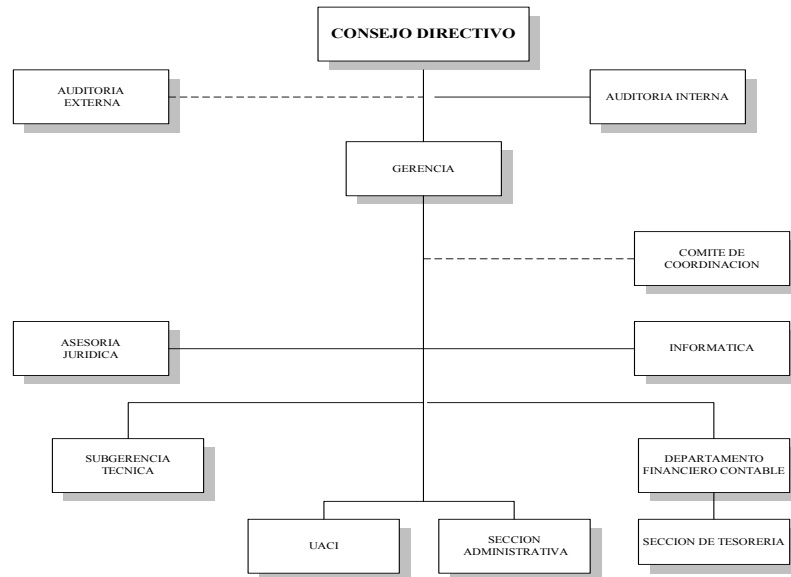 CONSEJO DIRECTIVO
AUDITORIA
EXTERNA
AUDITORIA INTERNA
GERENCIA
COMITE DE
COORDINACION
ASESORIA
JURIDICA
INFORMATICA
SUBGERENCIA
TECNICA
DEPARTAMENTO
FINANCIERO CONTABLE
UACI
SECCION
ADMINISTRATIVA
SECCION DE TESORERIA